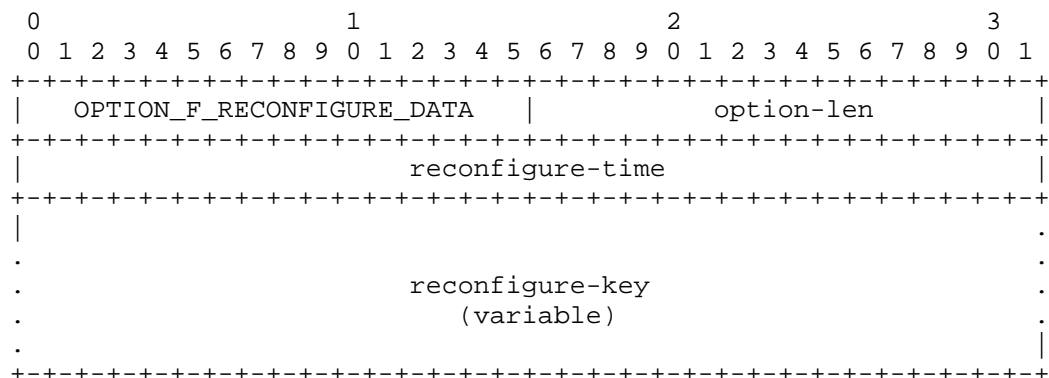 0                   1                   2                   3
 0 1 2 3 4 5 6 7 8 9 0 1 2 3 4 5 6 7 8 9 0 1 2 3 4 5 6 7 8 9 0 1
+-+-+-+-+-+-+-+-+-+-+-+-+-+-+-+-+-+-+-+-+-+-+-+-+-+-+-+-+-+-+-+-+
|   OPTION_F_RECONFIGURE_DATA   |           option-len          |
+-+-+-+-+-+-+-+-+-+-+-+-+-+-+-+-+-+-+-+-+-+-+-+-+-+-+-+-+-+-+-+-+
|                        reconfigure-time                       |
+-+-+-+-+-+-+-+-+-+-+-+-+-+-+-+-+-+-+-+-+-+-+-+-+-+-+-+-+-+-+-+-+
|                                                               .
.                                                               .
.                        reconfigure-key                        .
.                           (variable)                          .
.                                                               |
+-+-+-+-+-+-+-+-+-+-+-+-+-+-+-+-+-+-+-+-+-+-+-+-+-+-+-+-+-+-+-+-+